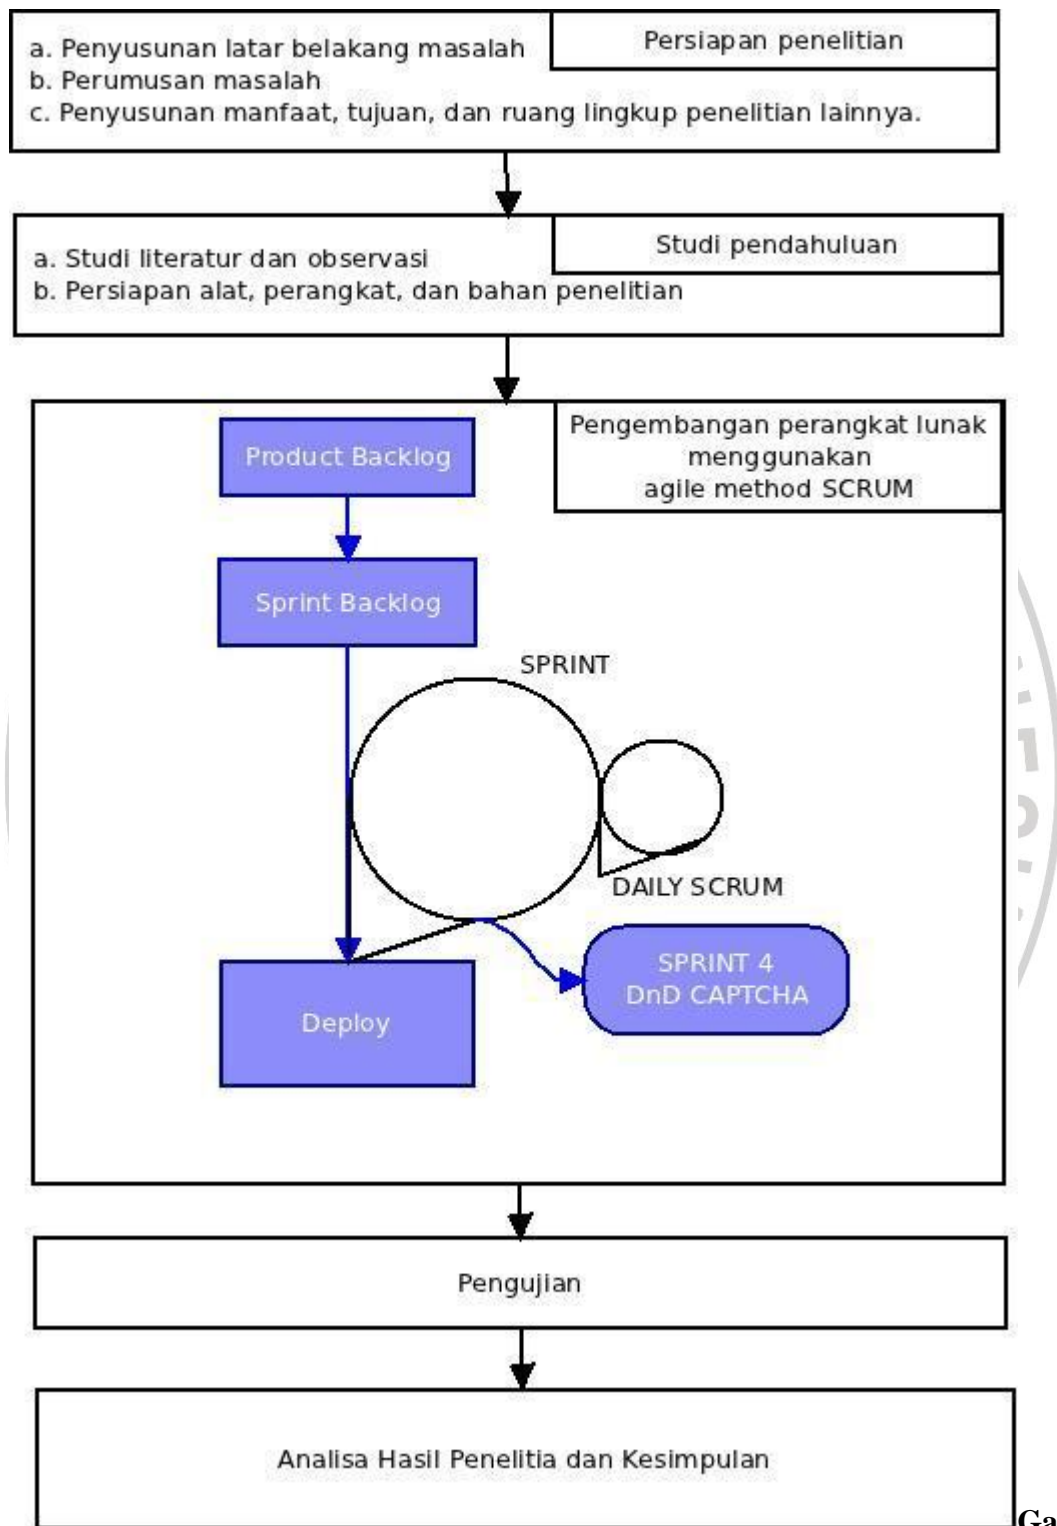 a. Penyusunan latar belakang masalah
Persiapan penelitian
b. Perumusan masalah
c. Penyusunan manfaat, tujuan, dan ruang lingkup penelitian lainnya.
Studi pendahuluan
a. Studi literatur dan observasi
b. Persiapan alat, perangkat, dan bahan penelitian
Pengembangan perangkat lunak
menggunakan
agile method SCRUM
Product Backlog
Sprint Backlog
SPRINT
DAILY SCRUM
SPRINT 4
DnD CAPTCHA
Deploy
Pengujian
Analisa Hasil Penelitia dan Kesimpulan
Ga